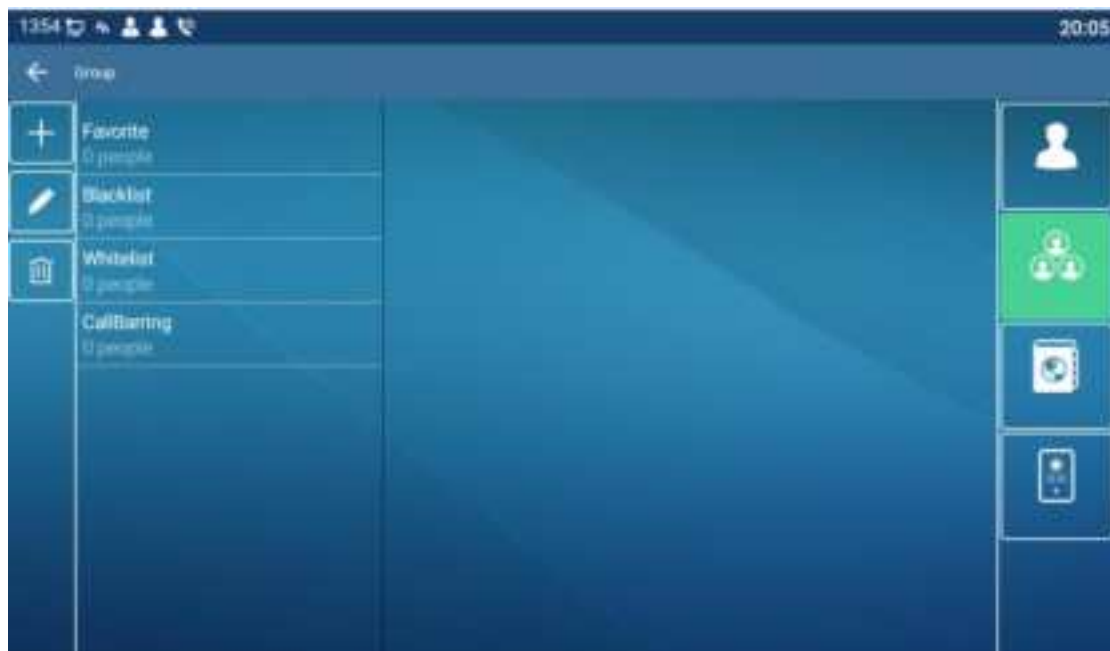 1354
20:05
Group
Favorite
0 people
Blacklist
0 people
Whitelist
0 people
CallBarring
0 people